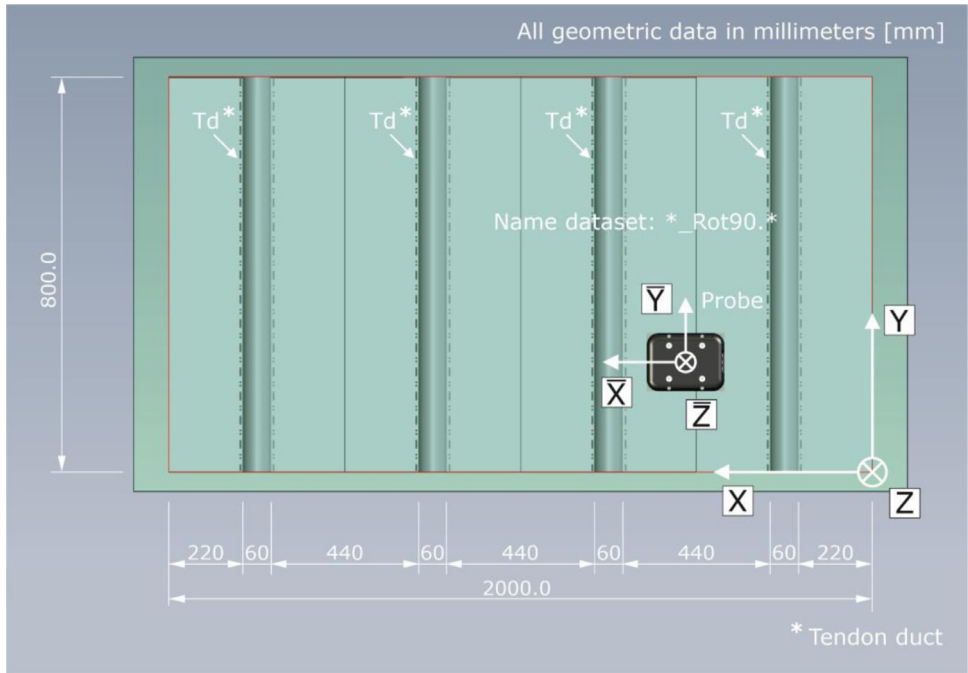 All geometric data in millimeters [mm]
Td* Td* Td* Td*
Name dataset: *_Rot90.*
800.0
Y̅ Probe
Y
X̅
Z̅
X
Z
220 60 440 60 440 60 440 60 220
2000.0
* Tendon duct